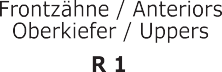 Frontzähne / Anteriors
Oberkiefer / Uppers
R 1